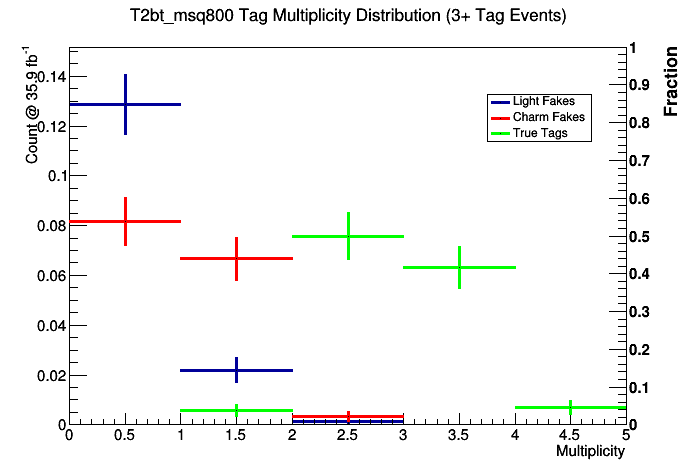 T2bt_msq800 Tag Multiplicity Distribution (3+ Tag Events)
Count @ 35.9 fb-1
0.14
0.12
0.1
0.08
0.06
0.04
0.02
0
Light Fakes
Charm Fakes
True Tags
Fraction
1
0.9
0.8
0.7
0.6
0.5
0.4
0.3
0.2
0.1
0
0 0.5 1 1.5 2 2.5 3 3.5 4 4.5 5
Multiplicity